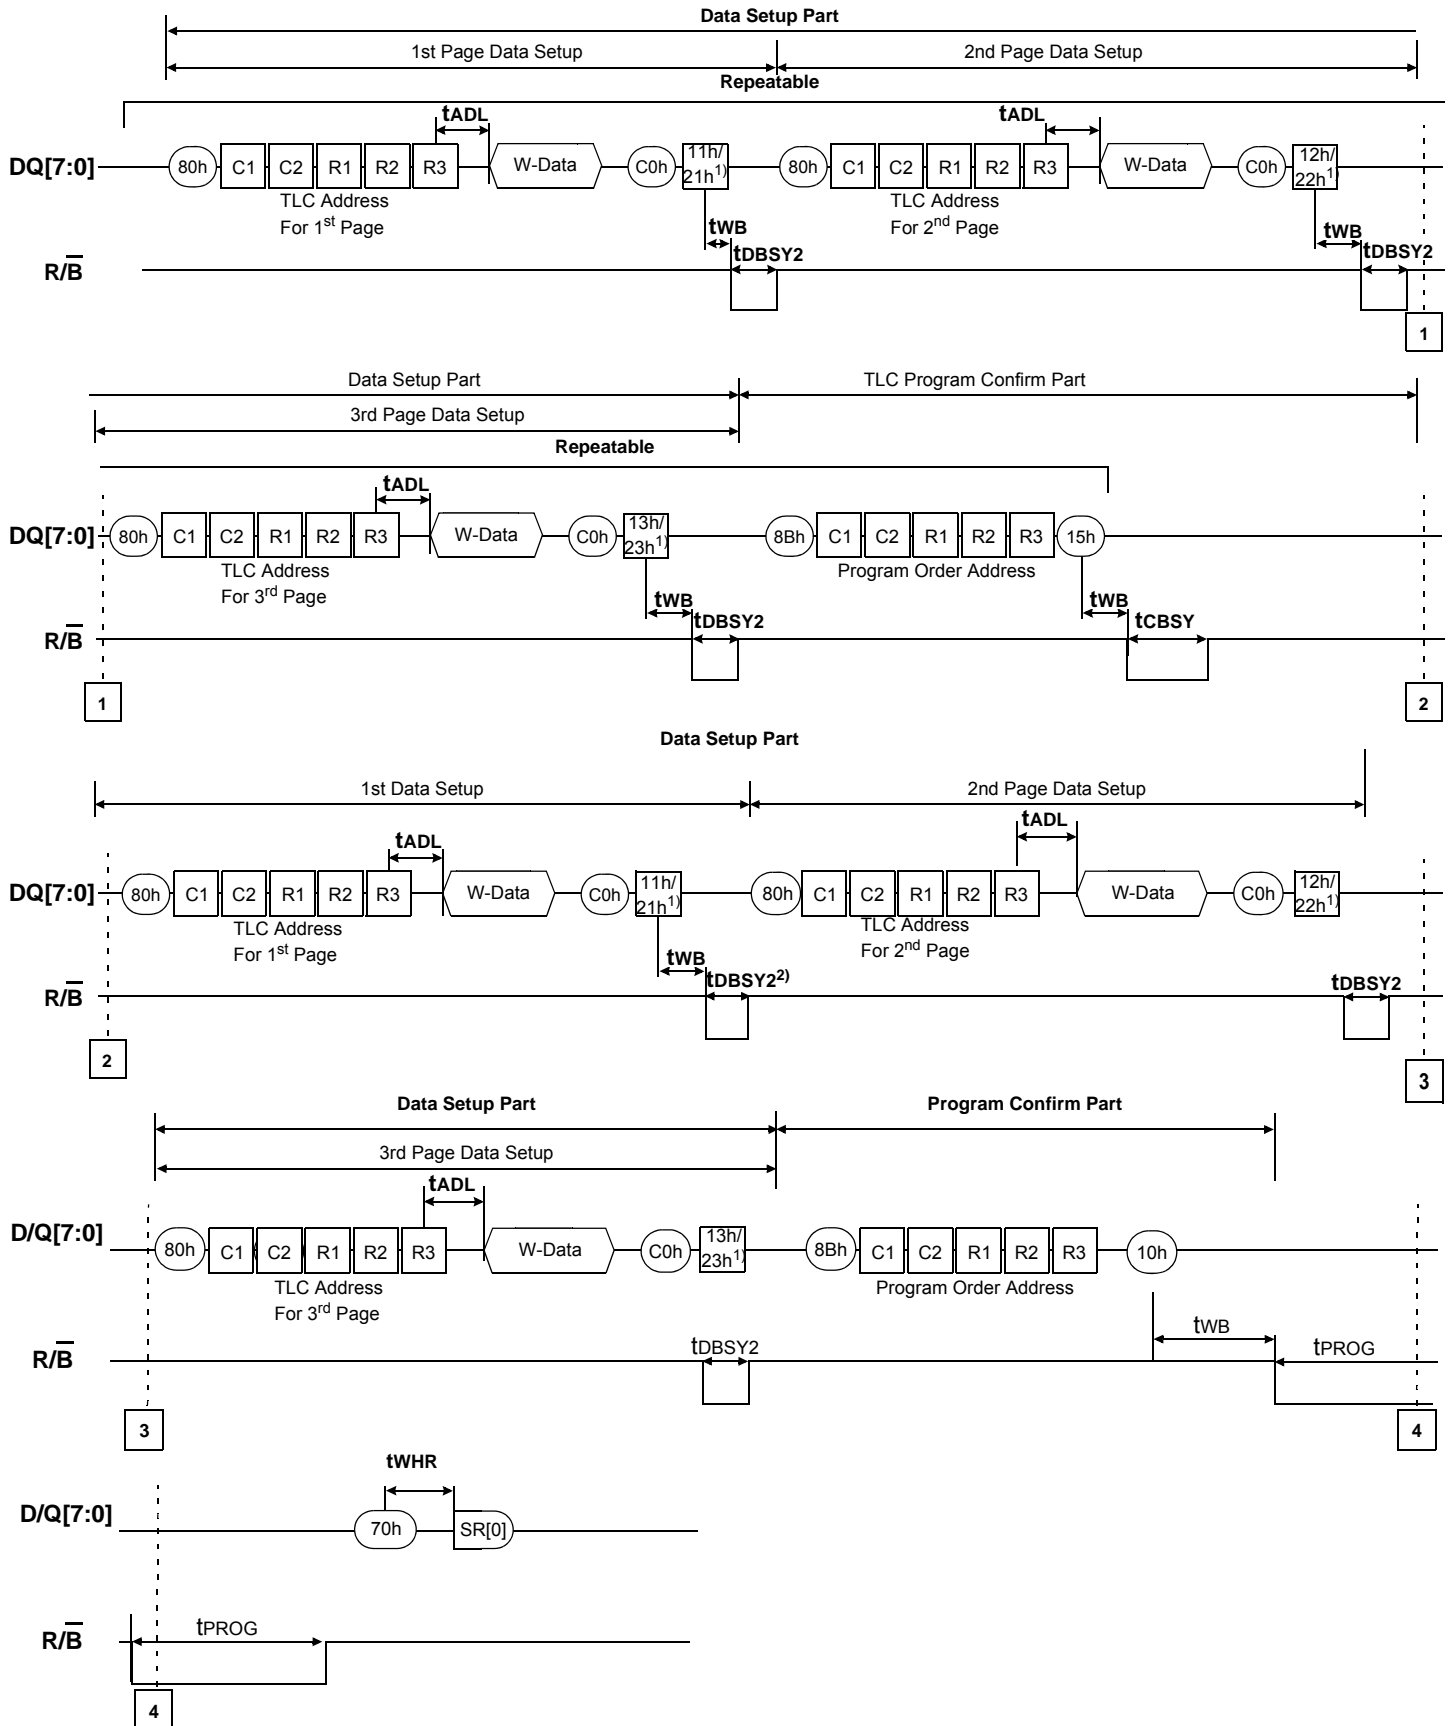 Data Setup Part
1st Page Data Setup 2nd Page Data Setup
Repeatable
tADL tADL
DQ[7:0] 80h C1 C2 R1 R2 R3 W-Data C0h 11h/ 21h1) 80h C1 C2 R1 R2 R3 W-Data C0h 12h/ 22h1)
TLC Address TLC Address
For 1st Page For 2nd Page
tWB tWB
R/B tDBSY2 tDBSY2
1
Data Setup Part TLC Program Confirm Part
3rd Page Data Setup
Repeatable
tADL
DQ[7:0] 80h C1 C2 R1 R2 R3 W-Data C0h 13h/ 23h1) 8Bh C1 C2 R1 R2 R3 15h
TLC Address Program Order Address
For 3rd Page
tWB tWB
R/B tDBSY2 tCBSY
1 2
Data Setup Part
1st Data Setup 2nd Page Data Setup
tADL tADL
DQ[7:0] 80h C1 C2 R1 R2 R3 W-Data C0h 11h/ 21h1) 80h C1 C2 R1 R2 R3 W-Data C0h 12h/ 22h1)
TLC Address TLC Address
For 1st Page For 2nd Page
tWB
R/B tDBSY22) tDBSY2
2 3
Data Setup Part Program Confirm Part
3rd Page Data Setup
tADL
D/Q[7:0] 80h C1 C2 R1 R2 R3 W-Data C0h 13h/ 23h1) 8Bh C1 C2 R1 R2 R3 10h
TLC Address Program Order Address
For 3rd Page
tWB
R/B tDBSY2 tPROG
3 4
tWHR
D/Q[7:0] 70h SR[0]
R/B tPROG
4